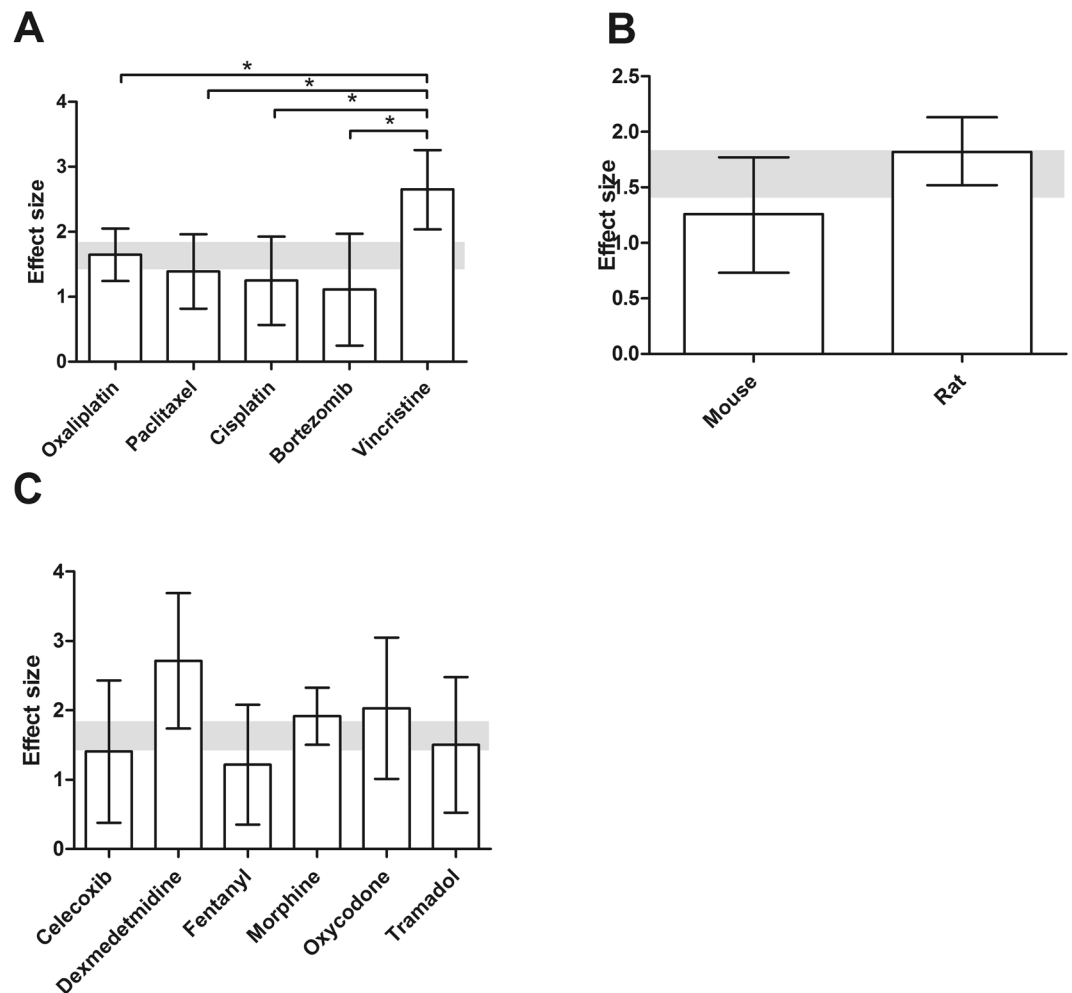 A
*
*
*
*
4
3
2
1
0
Effect size
Oxaliplatin
Paclitaxel
Cisplatin
Bortezomib
Vincristine
B
2.5
2.0
1.5
1.0
0.5
0.0
Effect size
Mouse
Rat
C
4
3
2
1
0
Effect size
Celecoxib
Dexmedetmidine
Fentanyl
Morphine
Oxycodone
Tramadol